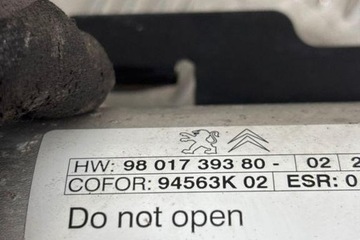 HW: 98 017 393 80 - 02 2
COFOR: 94563K 02 ESR: 0
Do not open